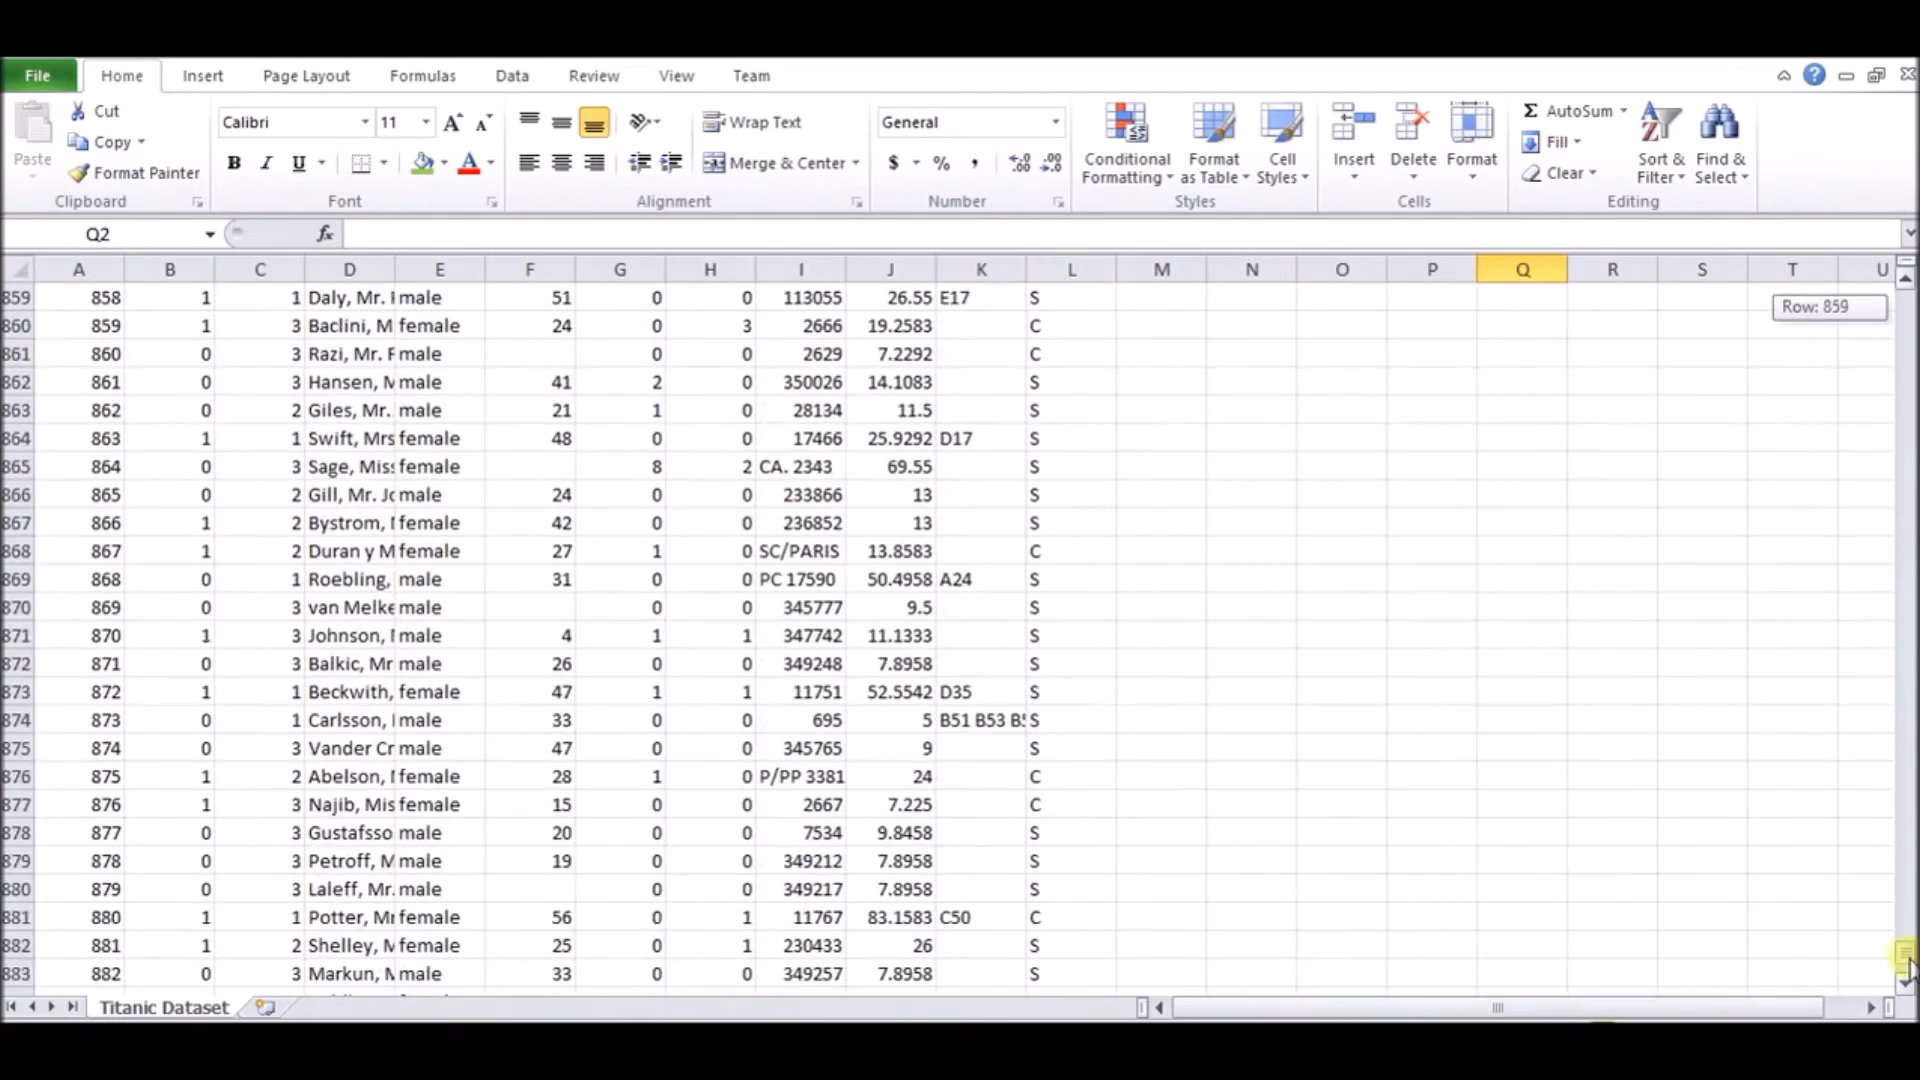 File Home Insert Page Layout Formulas Data Review View Team
Cut
Copy
Format Painter
Paste
Clipboard
Calibri 11
B I U
Font
Wrap Text
Merge & Center
Alignment
General
$ % ,
Number
Conditional Formatting
Format as Table
Cell Styles
Styles
Insert Delete Format
Cells
Σ AutoSum
Fill
Clear
Sort & Filter
Find & Select
Editing
Q2 fx
A B C D E F G H I J K L M N O P Q R S T U
859 858 1 1 Daly, Mr. male 51 0 0 113055 26.55 E17 S
Row: 859
860 859 1 3 Baclini, M female 24 0 3 2666 19.2583 C
861 860 0 3 Razi, Mr. male 0 0 2629 7.2292 C
862 861 0 3 Hansen, M male 41 2 0 350026 14.1083 S
863 862 0 2 Giles, Mr. male 21 1 0 28134 11.5 S
864 863 1 1 Swift, Mrs female 48 0 0 17466 25.9292 D17 S
865 864 0 3 Sage, Miss female 8 2 CA. 2343 69.55 S
866 865 0 2 Gill, Mr. Jo male 24 0 0 233866 13 S
867 866 1 2 Bystrom, female 42 0 0 236852 13 S
868 867 1 2 Duran y M female 27 1 0 SC/PARIS 13.8583 C
869 868 0 1 Roebling, male 31 0 0 PC 17590 50.4958 A24 S
870 869 0 3 van Melke male 0 0 345777 9.5 S
871 870 1 3 Johnson, male 4 1 1 347742 11.1333 S
872 871 0 3 Balkic, Mr male 26 0 0 349248 7.8958 S
873 872 1 1 Beckwith, female 47 1 1 11751 52.5542 D35 S
874 873 0 1 Carlsson, male 33 0 0 695 5 B51 B53 B5 S
875 874 0 3 Vander Cr male 47 0 0 345765 9 S
876 875 1 2 Abelson, female 28 1 0 P/PP 3381 24 C
877 876 1 3 Najib, Mis female 15 0 0 2667 7.225 C
878 877 0 3 Gustafsso male 20 0 0 7534 9.8458 S
879 878 0 3 Petroff, M male 19 0 0 349212 7.8958 S
880 879 0 3 Laleff, Mr. male 0 0 349217 7.8958 S
881 880 1 1 Potter, Mr female 56 0 1 11767 83.1583 C50 C
882 881 1 2 Shelley, M female 25 0 1 230433 26 S
883 882 0 3 Markun, M male 33 0 0 349257 7.8958 S
Titanic Dataset